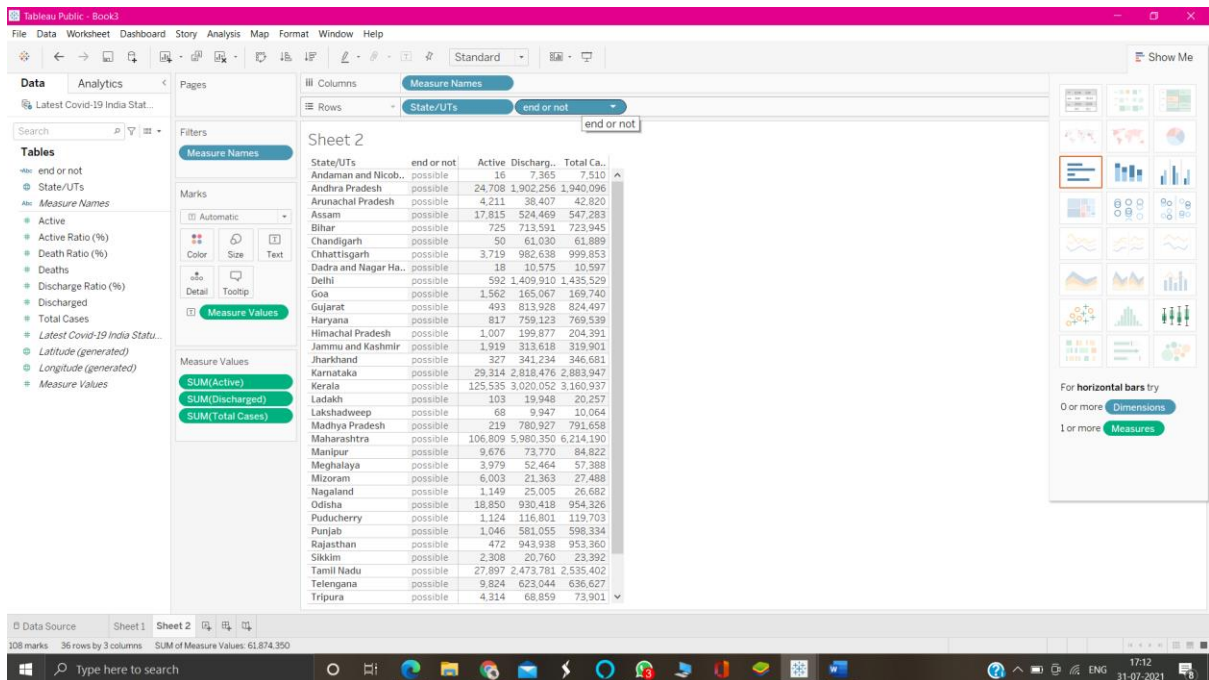 Tableau Public - Book3
File Data Worksheet Dashboard Story Analysis Map Format Window Help
Standard
Show Me
Data Analytics
Latest Covid-19 India Stat...
Search
Tables
Abc end or not
State/UTs
Abc Measure Names
# Active
# Active Ratio (%)
# Death Ratio (%)
# Deaths
# Discharge Ratio (%)
# Discharged
# Total Cases
# Latest Covid-19 India Statu...
Latitude (generated)
Longitude (generated)
# Measure Values
Pages
Filters
Measure Names
Marks
Automatic
Color Size Text
Detail Tooltip
Measure Values
Measure Values
SUM(Active)
SUM(Discharged)
SUM(Total Cases)
Columns Measure Names
Rows State/UTs end or not
end or not
Sheet 2
State/UTs end or not Active Discharg.. Total Ca..
Andaman and Nicob.. possible 16 7,365 7,510
Andhra Pradesh possible 24,708 1,902,256 1,940,096
Arunachal Pradesh possible 4,211 38,407 42,820
Assam possible 17,815 524,469 547,283
Bihar possible 725 713,591 723,945
Chandigarh possible 50 61,030 61,889
Chhattisgarh possible 3,719 982,638 999,853
Dadra and Nagar Ha.. possible 18 10,575 10,597
Delhi possible 592 1,409,910 1,435,529
Goa possible 1,562 165,067 169,740
Gujarat possible 493 813,928 824,497
Haryana possible 817 759,123 769,539
Himachal Pradesh possible 1,007 199,877 204,391
Jammu and Kashmir possible 1,919 313,618 319,901
Jharkhand possible 327 341,234 346,681
Karnataka possible 29,314 2,818,476 2,883,947
Kerala possible 125,535 3,020,052 3,160,937
Ladakh possible 103 19,948 20,257
Lakshadweep possible 68 9,947 10,064
Madhya Pradesh possible 219 780,927 791,658
Maharashtra possible 106,809 5,980,350 6,214,190
Manipur possible 9,676 73,770 84,822
Meghalaya possible 3,979 52,464 57,388
Mizoram possible 6,003 21,363 27,488
Nagaland possible 1,149 25,005 26,682
Odisha possible 18,850 930,418 954,326
Puducherry possible 1,124 116,801 119,703
Punjab possible 1,046 581,055 598,334
Rajasthan possible 472 943,938 953,360
Sikkim possible 2,308 20,760 23,392
Tamil Nadu possible 27,897 2,473,781 2,535,402
Telengana possible 9,824 623,044 636,627
Tripura possible 4,314 68,859 73,901
For horizontal bars try
0 or more Dimensions
1 or more Measures
Data Source Sheet 1 Sheet 2
108 marks 36 rows by 3 columns SUM of Measure Values: 61,874,350
Type here to search
ENG
17:12
31-07-2021